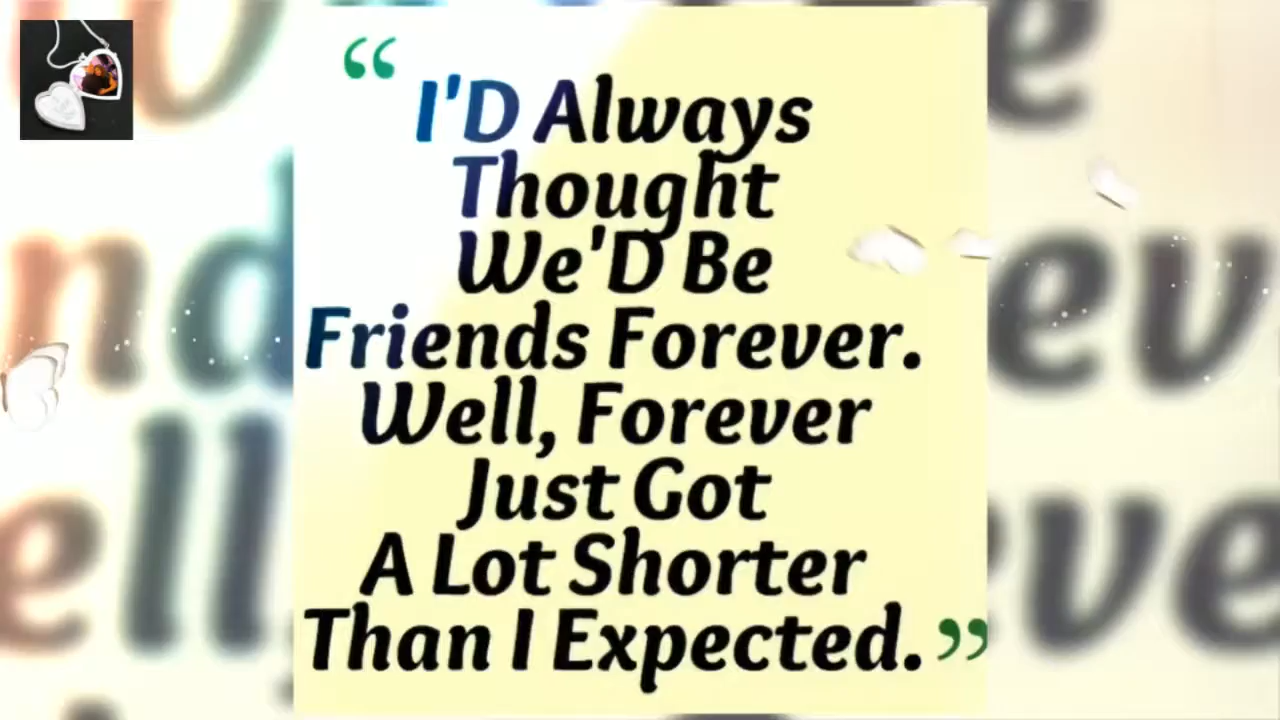 “ I'D Always
Thought
We'D Be
Friends Forever.
Well, Forever
Just Got
A Lot Shorter
Than I Expected. ”